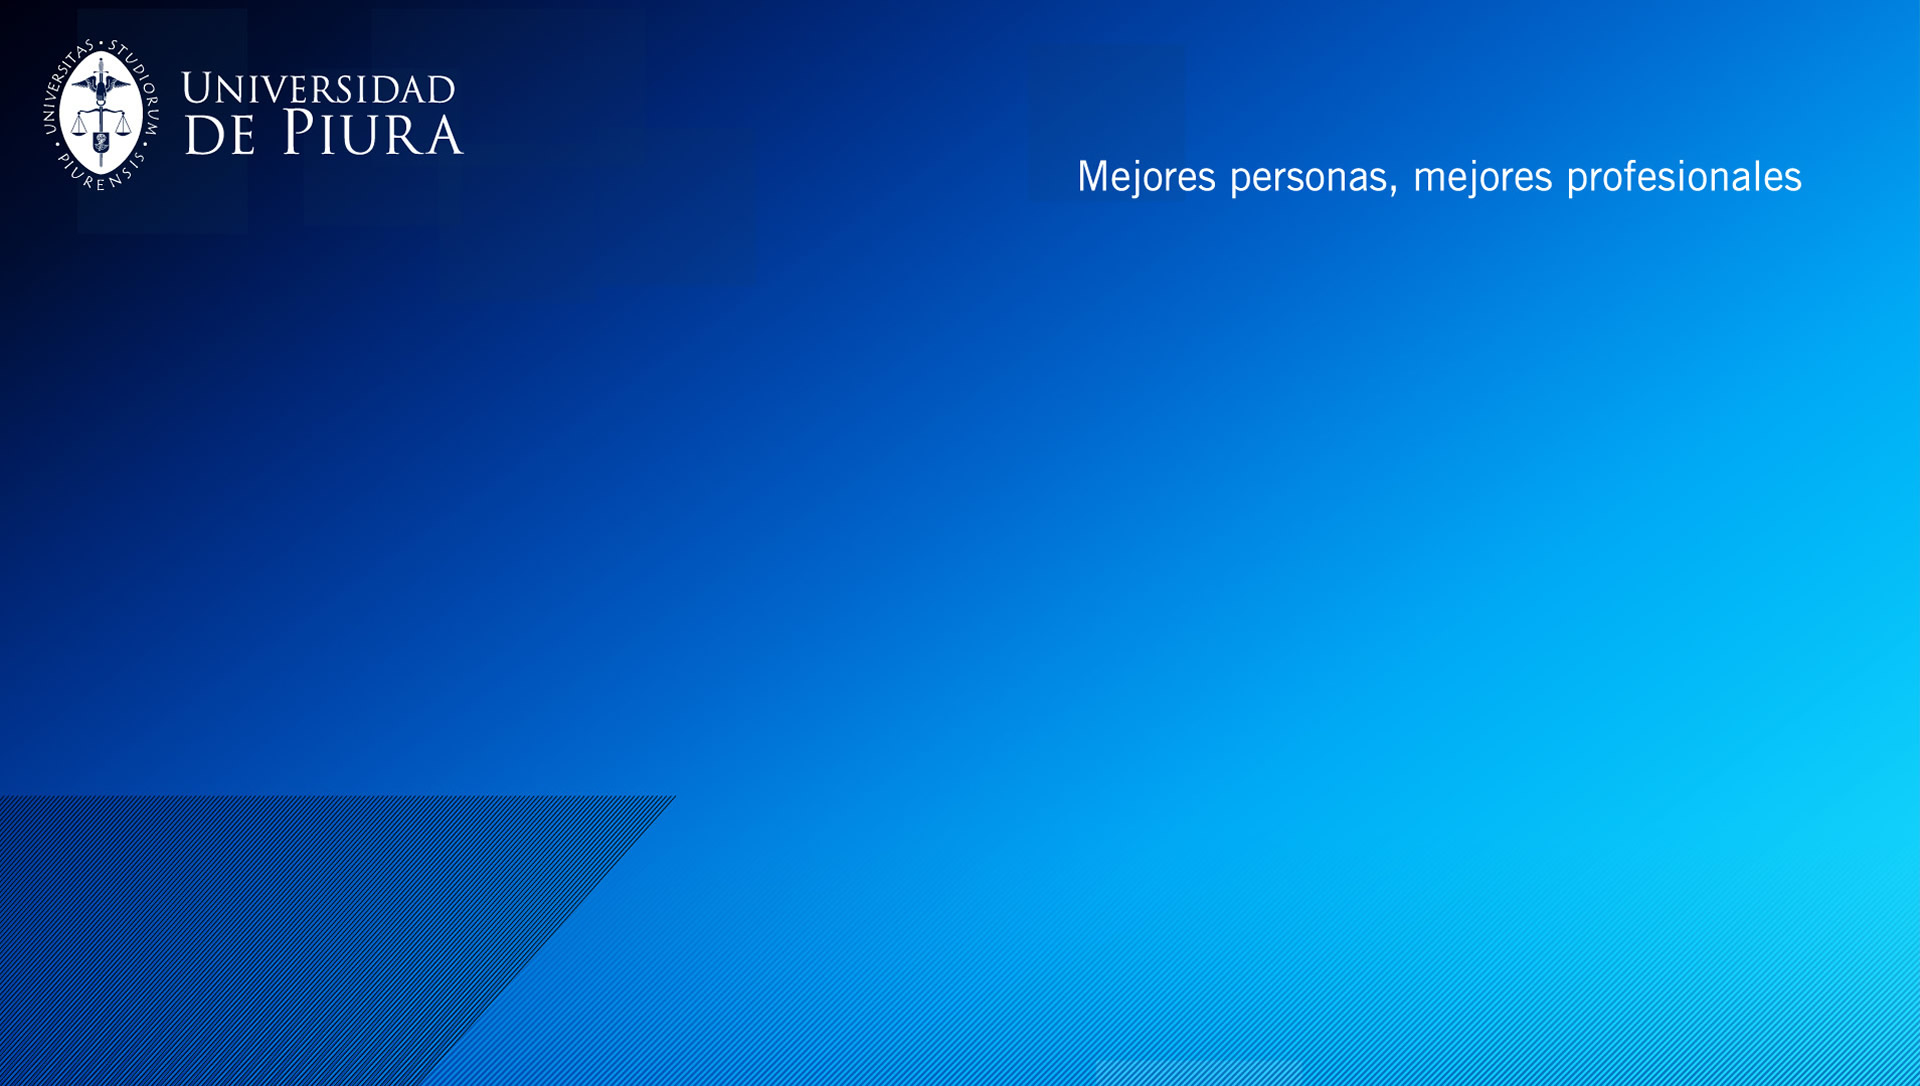 UNIVERSITAS • STUDIORUM • PIURENSIS •
UNIVERSIDAD
DE PIURA
Mejores personas, mejores profesionales